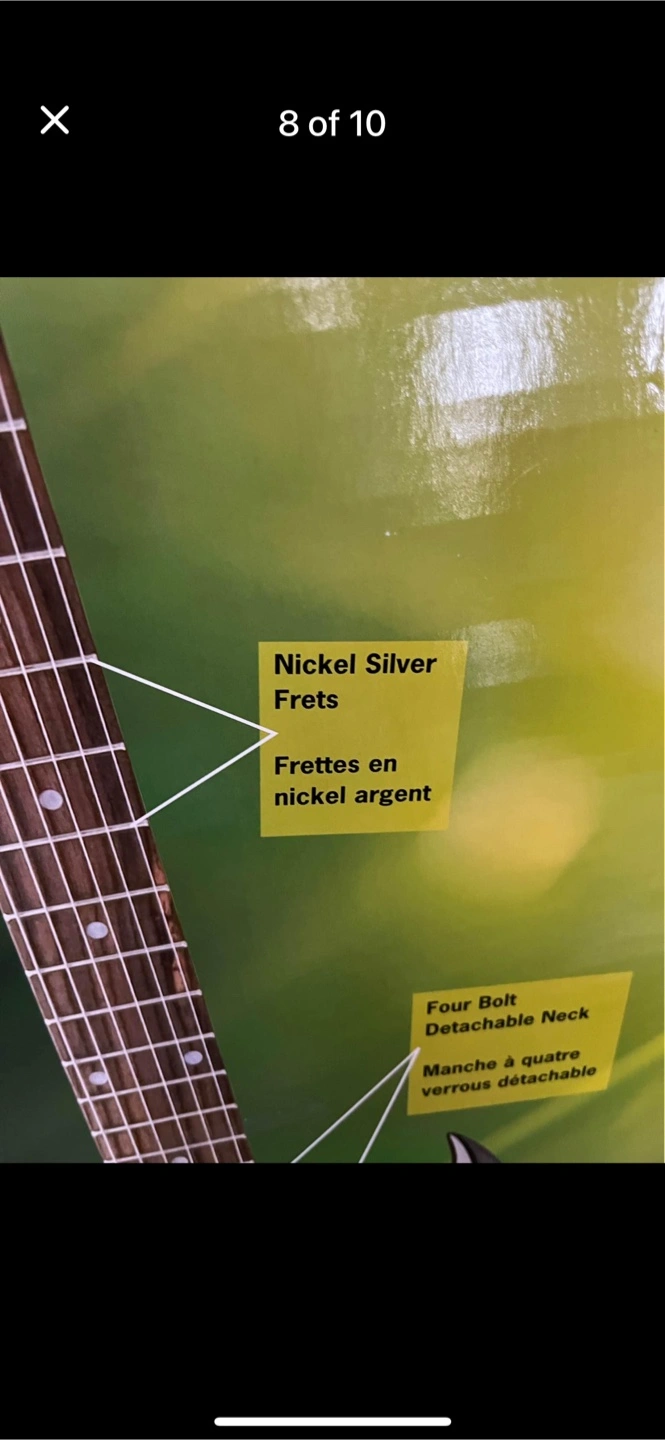 8 of 10
Nickel Silver
Frets
Frettes en
nickel argent
Four Bolt
Detachable Neck
Manche à quatre
verrous détachable